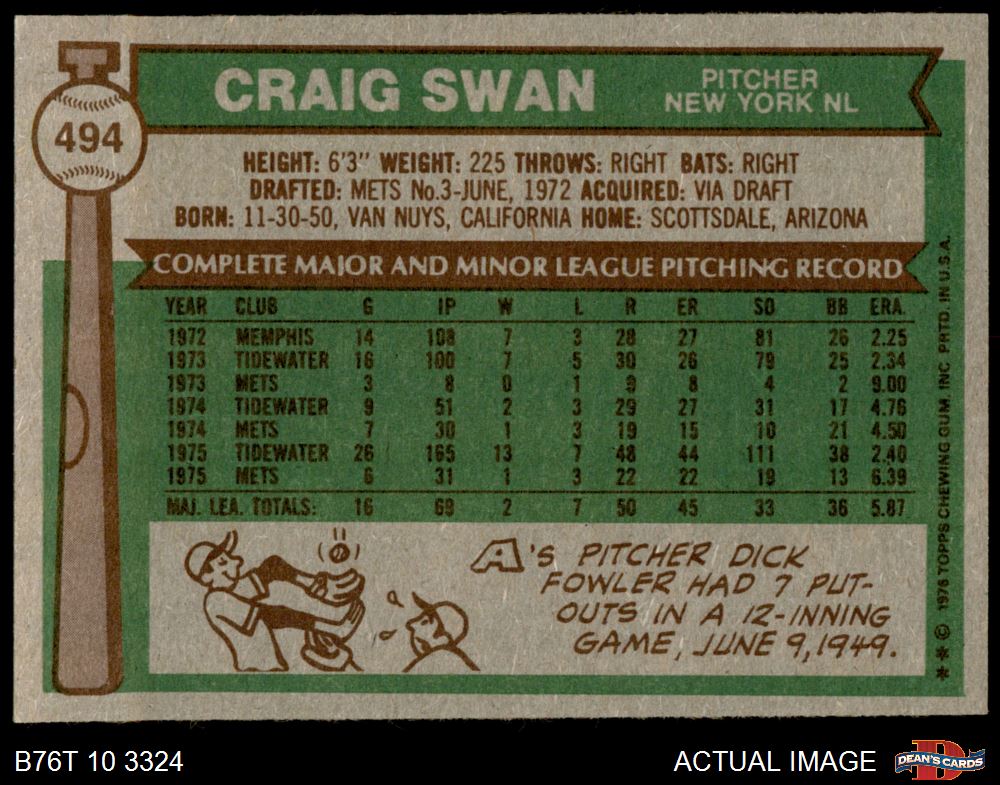 494
CRAIG SWAN
PITCHER
NEW YORK NL
HEIGHT: 6'3" WEIGHT: 225 THROWS: RIGHT BATS: RIGHT
DRAFTED: METS No.3-JUNE, 1972 ACQUIRED: VIA DRAFT
BORN: 11-30-50, VAN NUYS, CALIFORNIA HOME: SCOTTSDALE, ARIZONA
COMPLETE MAJOR AND MINOR LEAGUE PITCHING RECORD
YEAR CLUB G IP W L R ER SO BB ERA.
1972 MEMPHIS 14 108 7 3 28 27 81 26 2.25
1973 TIDEWATER 16 100 7 5 30 26 79 25 2.34
1973 METS 3 8 0 1 9 8 4 2 9.00
1974 TIDEWATER 9 51 2 3 29 27 31 17 4.76
1974 METS 7 30 1 3 19 15 10 21 4.50
1975 TIDEWATER 26 165 13 7 48 44 111 38 2.40
1975 METS 6 31 1 3 22 22 19 13 6.39
MAJ. LEA. TOTALS: 16 69 2 7 50 45 33 36 5.87
A'S PITCHER DICK
FOWLER HAD 7 PUT-
OUTS IN A 12-INNING
GAME, JUNE 9, 1949.
** © 1976 TOPPS CHEWING GUM. INC PRTD. IN U.S.A.
B76T 10 3324
ACTUAL IMAGE
DEAN'S CARDS